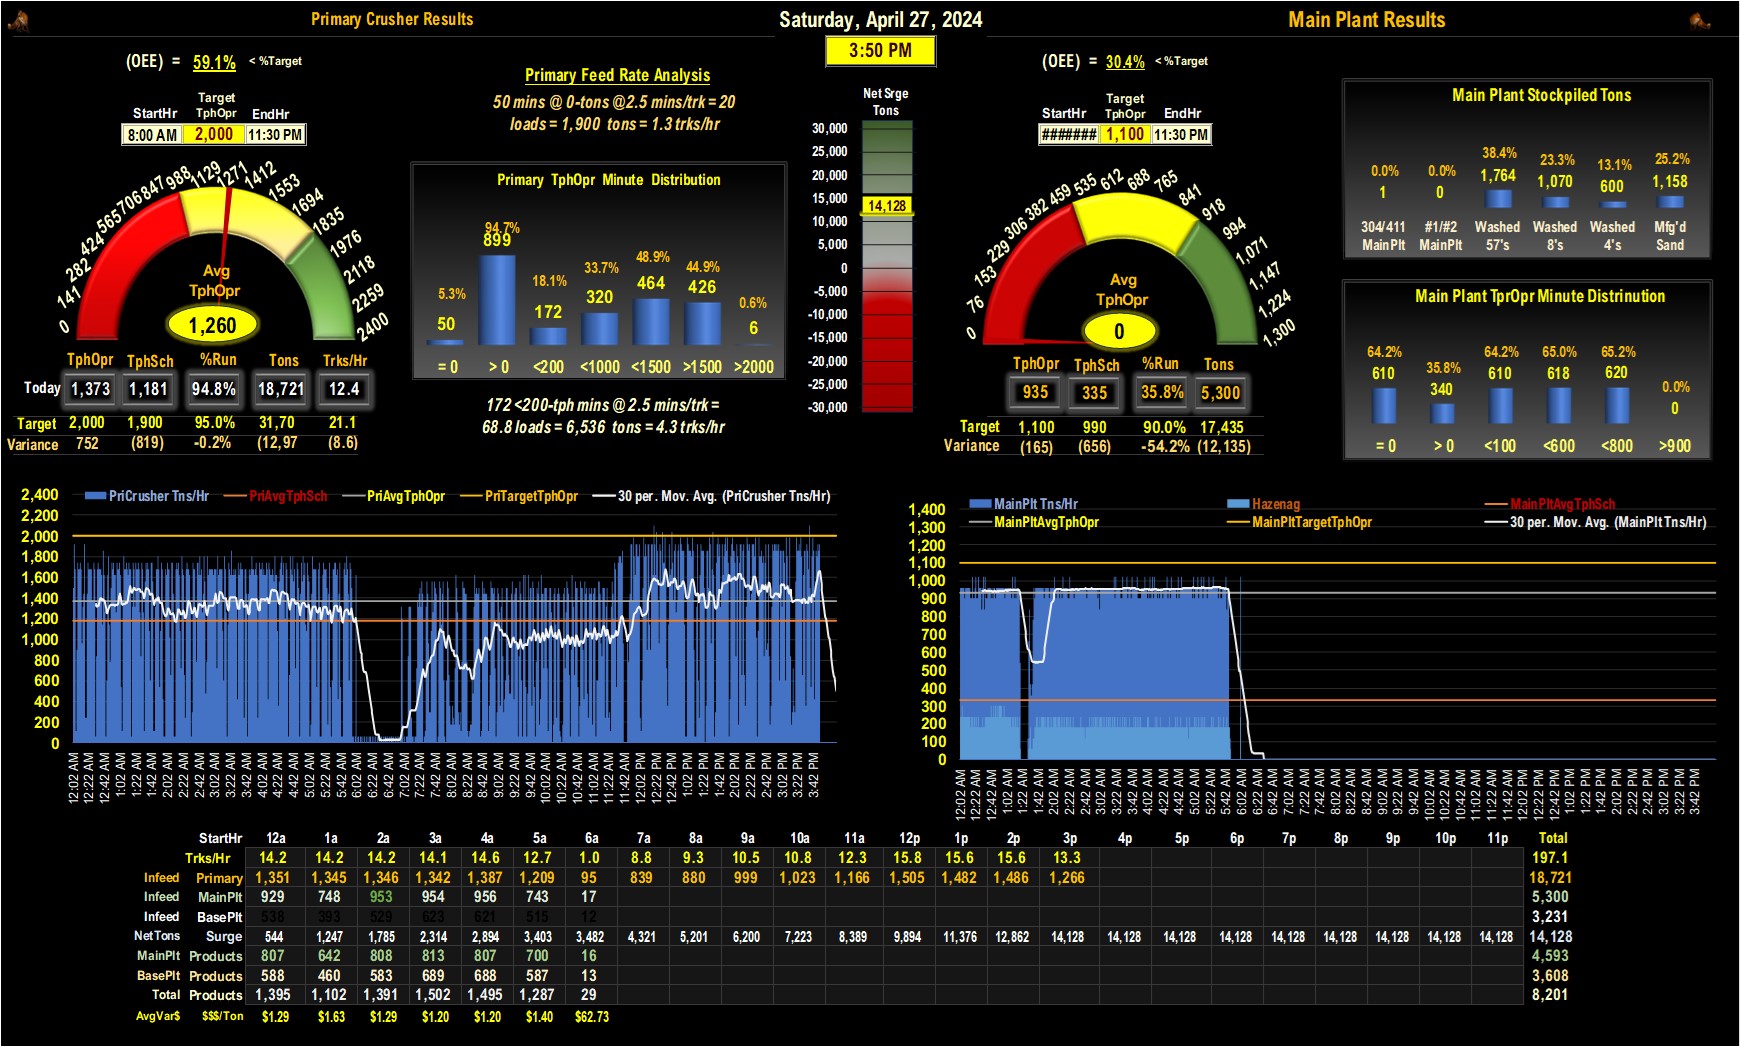 Primary Crusher Results
Saturday, April 27, 2024
Main Plant Results
3:50 PM
(OEE) = 59.1% < %Target
Target
StartHr TphOpr EndHr
8:00 AM 2,000 11:30 PM
0 141 282 424 565 706 847 988 1129 1271 1412 1553 1694 1835 1976 2118 2259 2400
Avg
TphOpr
1,260
TphOpr TphSch %Run Tons Trks/Hr
Today 1,373 1,181 94.8% 18,721 12.4
Target 2,000 1,900 95.0% 31,70 21.1
Variance 752 (819) -0.2% (12,97 (8.6)
Primary Feed Rate Analysis
50 mins @ 0-tons @2.5 mins/trk = 20
loads = 1,900 tons = 1.3 trks/hr
Primary TphOpr Minute Distribution
5.3% 94.7% 18.1% 33.7% 48.9% 44.9% 0.6%
50 899 172 320 464 426 6
= 0 > 0 <200 <1000 <1500 >1500 >2000
172 <200-tph mins @ 2.5 mins/trk =
68.8 loads = 6,536 tons = 4.3 trks/hr
Net Srge
Tons
30,000
25,000
20,000
15,000
14,128
10,000
5,000
0
-5,000
-10,000
-15,000
-20,000
-25,000
-30,000
(OEE) = 30.4% < %Target
Target
StartHr TphOpr EndHr
####### 1,100 11:30 PM
0 76 153 229 306 382 459 535 612 688 765 841 918 994 1,071 1,147 1,224 1,300
Avg
TphOpr
0
TphOpr TphSch %Run Tons
935 335 35.8% 5,300
Target 1,100 990 90.0% 17,435
Variance (165) (656) -54.2% (12,135)
Main Plant Stockpiled Tons
0.0% 0.0% 38.4% 23.3% 13.1% 25.2%
1 0 1,764 1,070 600 1,158
304/411 #1/#2 Washed Washed Washed Mfg'd
MainPlt MainPlt 57's 8's 4's Sand
Main Plant TprOpr Minute Distrinution
64.2% 35.8% 64.2% 65.0% 65.2% 0.0%
610 340 610 618 620 0
= 0 > 0 <100 <600 <800 >900
PriCrusher Tns/Hr PriAvgTphSch PriAvgTphOpr PriTargetTphOpr 30 per. Mov. Avg. (PriCrusher Tns/Hr)
2,400
2,200
2,000
1,800
1,600
1,400
1,200
1,000
800
600
400
200
0
12:02 AM 12:22 AM 12:42 AM 1:02 AM 1:22 AM 1:42 AM 2:02 AM 2:22 AM 2:42 AM 3:02 AM 3:22 AM 3:42 AM 4:02 AM 4:22 AM 4:42 AM 5:02 AM 5:22 AM 5:42 AM 6:02 AM 6:22 AM 6:42 AM 7:02 AM 7:22 AM 7:42 AM 8:02 AM 8:22 AM 8:42 AM 9:02 AM 9:22 AM 9:42 AM 10:02 AM 10:22 AM 10:42 AM 11:02 AM 11:22 AM 11:42 AM 12:02 PM 12:22 PM 12:42 PM 1:02 PM 1:22 PM 1:42 PM 2:02 PM 2:22 PM 2:42 PM 3:02 PM 3:22 PM 3:42 PM
MainPlt Tns/Hr Hazenag MainPltAvgTphSch
MainPltAvgTphOpr MainPltTargetTphOpr 30 per. Mov. Avg. (MainPlt Tns/Hr)
1,400
1,300
1,200
1,100
1,000
900
800
700
600
500
400
300
200
100
0
12:02 AM 12:22 AM 12:42 AM 1:02 AM 1:22 AM 1:42 AM 2:02 AM 2:22 AM 2:42 AM 3:02 AM 3:22 AM 3:42 AM 4:02 AM 4:22 AM 4:42 AM 5:02 AM 5:22 AM 5:42 AM 6:02 AM 6:22 AM 6:42 AM 7:02 AM 7:22 AM 7:42 AM 8:02 AM 8:22 AM 8:42 AM 9:02 AM 9:22 AM 9:42 AM 10:02 AM 10:22 AM 10:42 AM 11:02 AM 11:22 AM 11:42 AM 12:02 PM 12:22 PM 12:42 PM 1:02 PM 1:22 PM 1:42 PM 2:02 PM 2:22 PM 2:42 PM 3:02 PM 3:22 PM 3:42 PM
StartHr 12a 1a 2a 3a 4a 5a 6a 7a 8a 9a 10a 11a 12p 1p 2p 3p 4p 5p 6p 7p 8p 9p 10p 11p Total
Trks/Hr 14.2 14.2 14.2 14.1 14.6 12.7 1.0 8.8 9.3 10.5 10.8 12.3 15.8 15.6 15.6 13.3 197.1
Infeed Primary 1,351 1,345 1,346 1,342 1,387 1,209 95 839 880 999 1,023 1,166 1,505 1,482 1,486 1,266 18,721
Infeed MainPlt 929 748 953 954 956 743 17 5,300
Infeed BasePlt 538 393 529 623 621 515 12 3,231
NetTons Surge 544 1,247 1,785 2,314 2,894 3,403 3,482 4,321 5,201 6,200 7,223 8,389 9,894 11,376 12,862 14,128 14,128 14,128 14,128 14,128 14,128 14,128 14,128 14,128 14,128
MainPlt Products 807 642 808 813 807 700 16 4,593
BasePlt Products 588 460 583 689 688 587 13 3,608
Total Products 1,395 1,102 1,391 1,502 1,495 1,287 29 8,201
AvgVar$ $$$/Ton $1.29 $1.63 $1.29 $1.20 $1.20 $1.40 $62.73